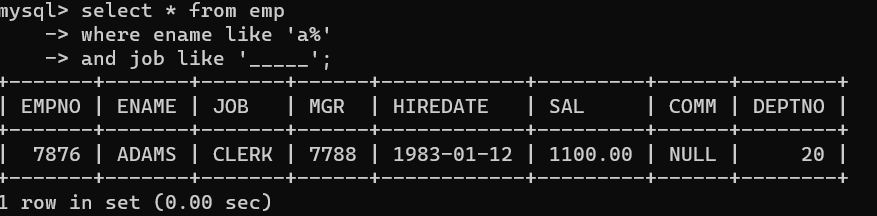 mysql> select * from emp
    -> where ename like 'a%'
    -> and job like '_____';
+-------+-------+-------+------+------------+---------+------+--------+
| EMPNO | ENAME | JOB   | MGR  | HIREDATE   | SAL     | COMM | DEPTNO |
+-------+-------+-------+------+------------+---------+------+--------+
|  7876 | ADAMS | CLERK | 7788 | 1983-01-12 | 1100.00 | NULL |     20 |
+-------+-------+-------+------+------------+---------+------+--------+
1 row in set (0.00 sec)